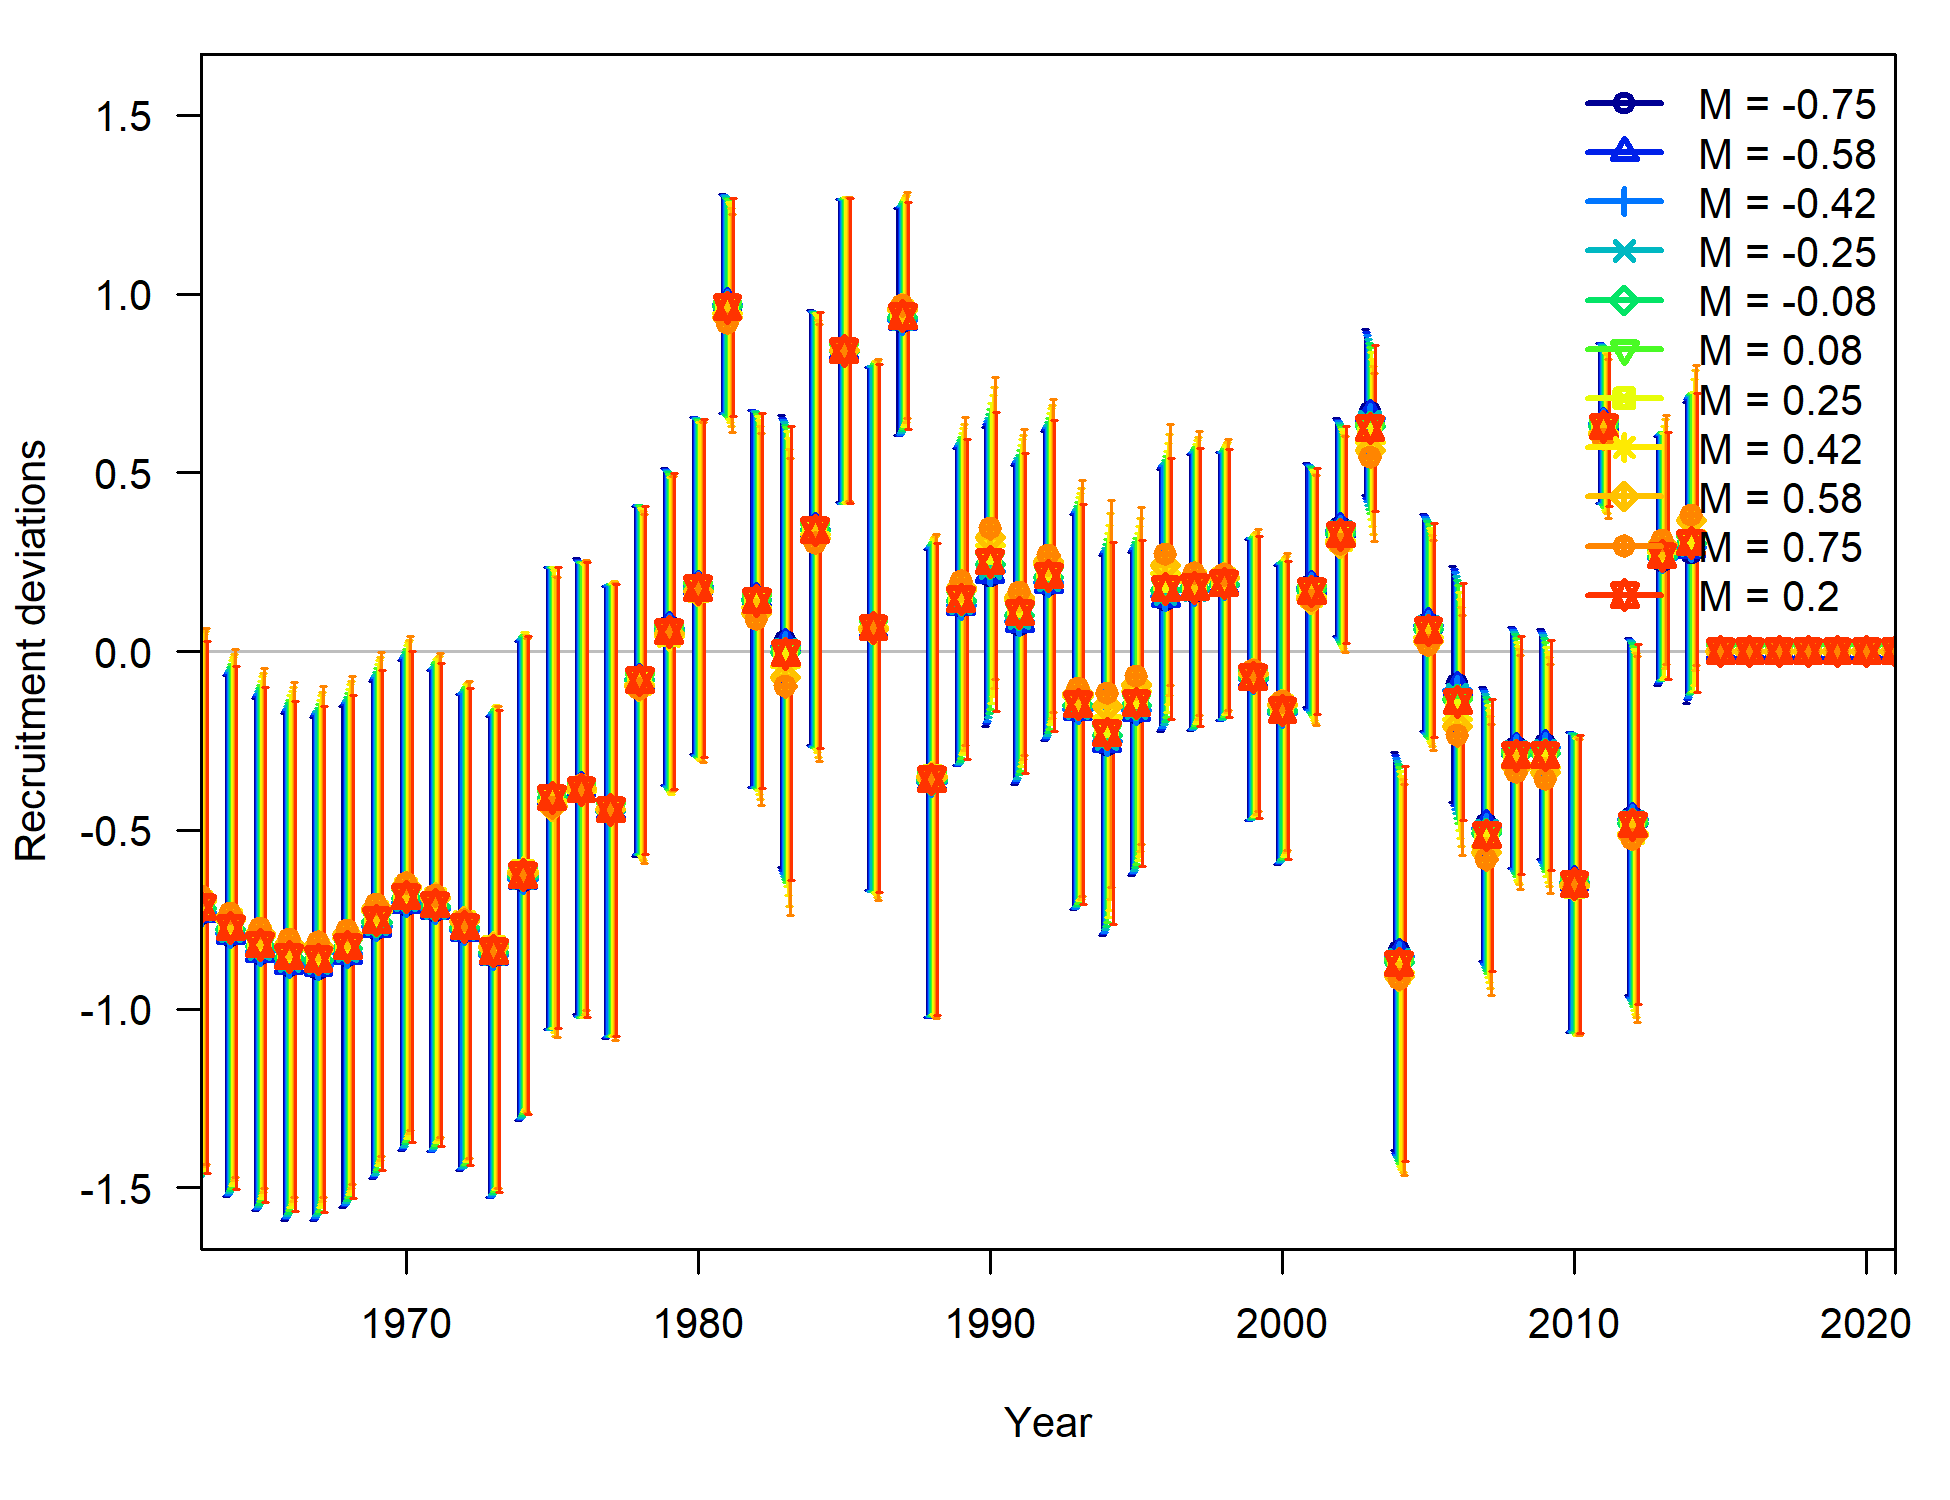 1.5
1.0
0.5
0.0
-0.5
-1.0
-1.5
Recruitment deviations
M = -0.75
M = -0.58
M = -0.42
M = -0.25
M = -0.08
M = 0.08
M = 0.25
M = 0.42
M = 0.58
M = 0.75
M = 0.2
1970 1980 1990 2000 2010 2020
Year